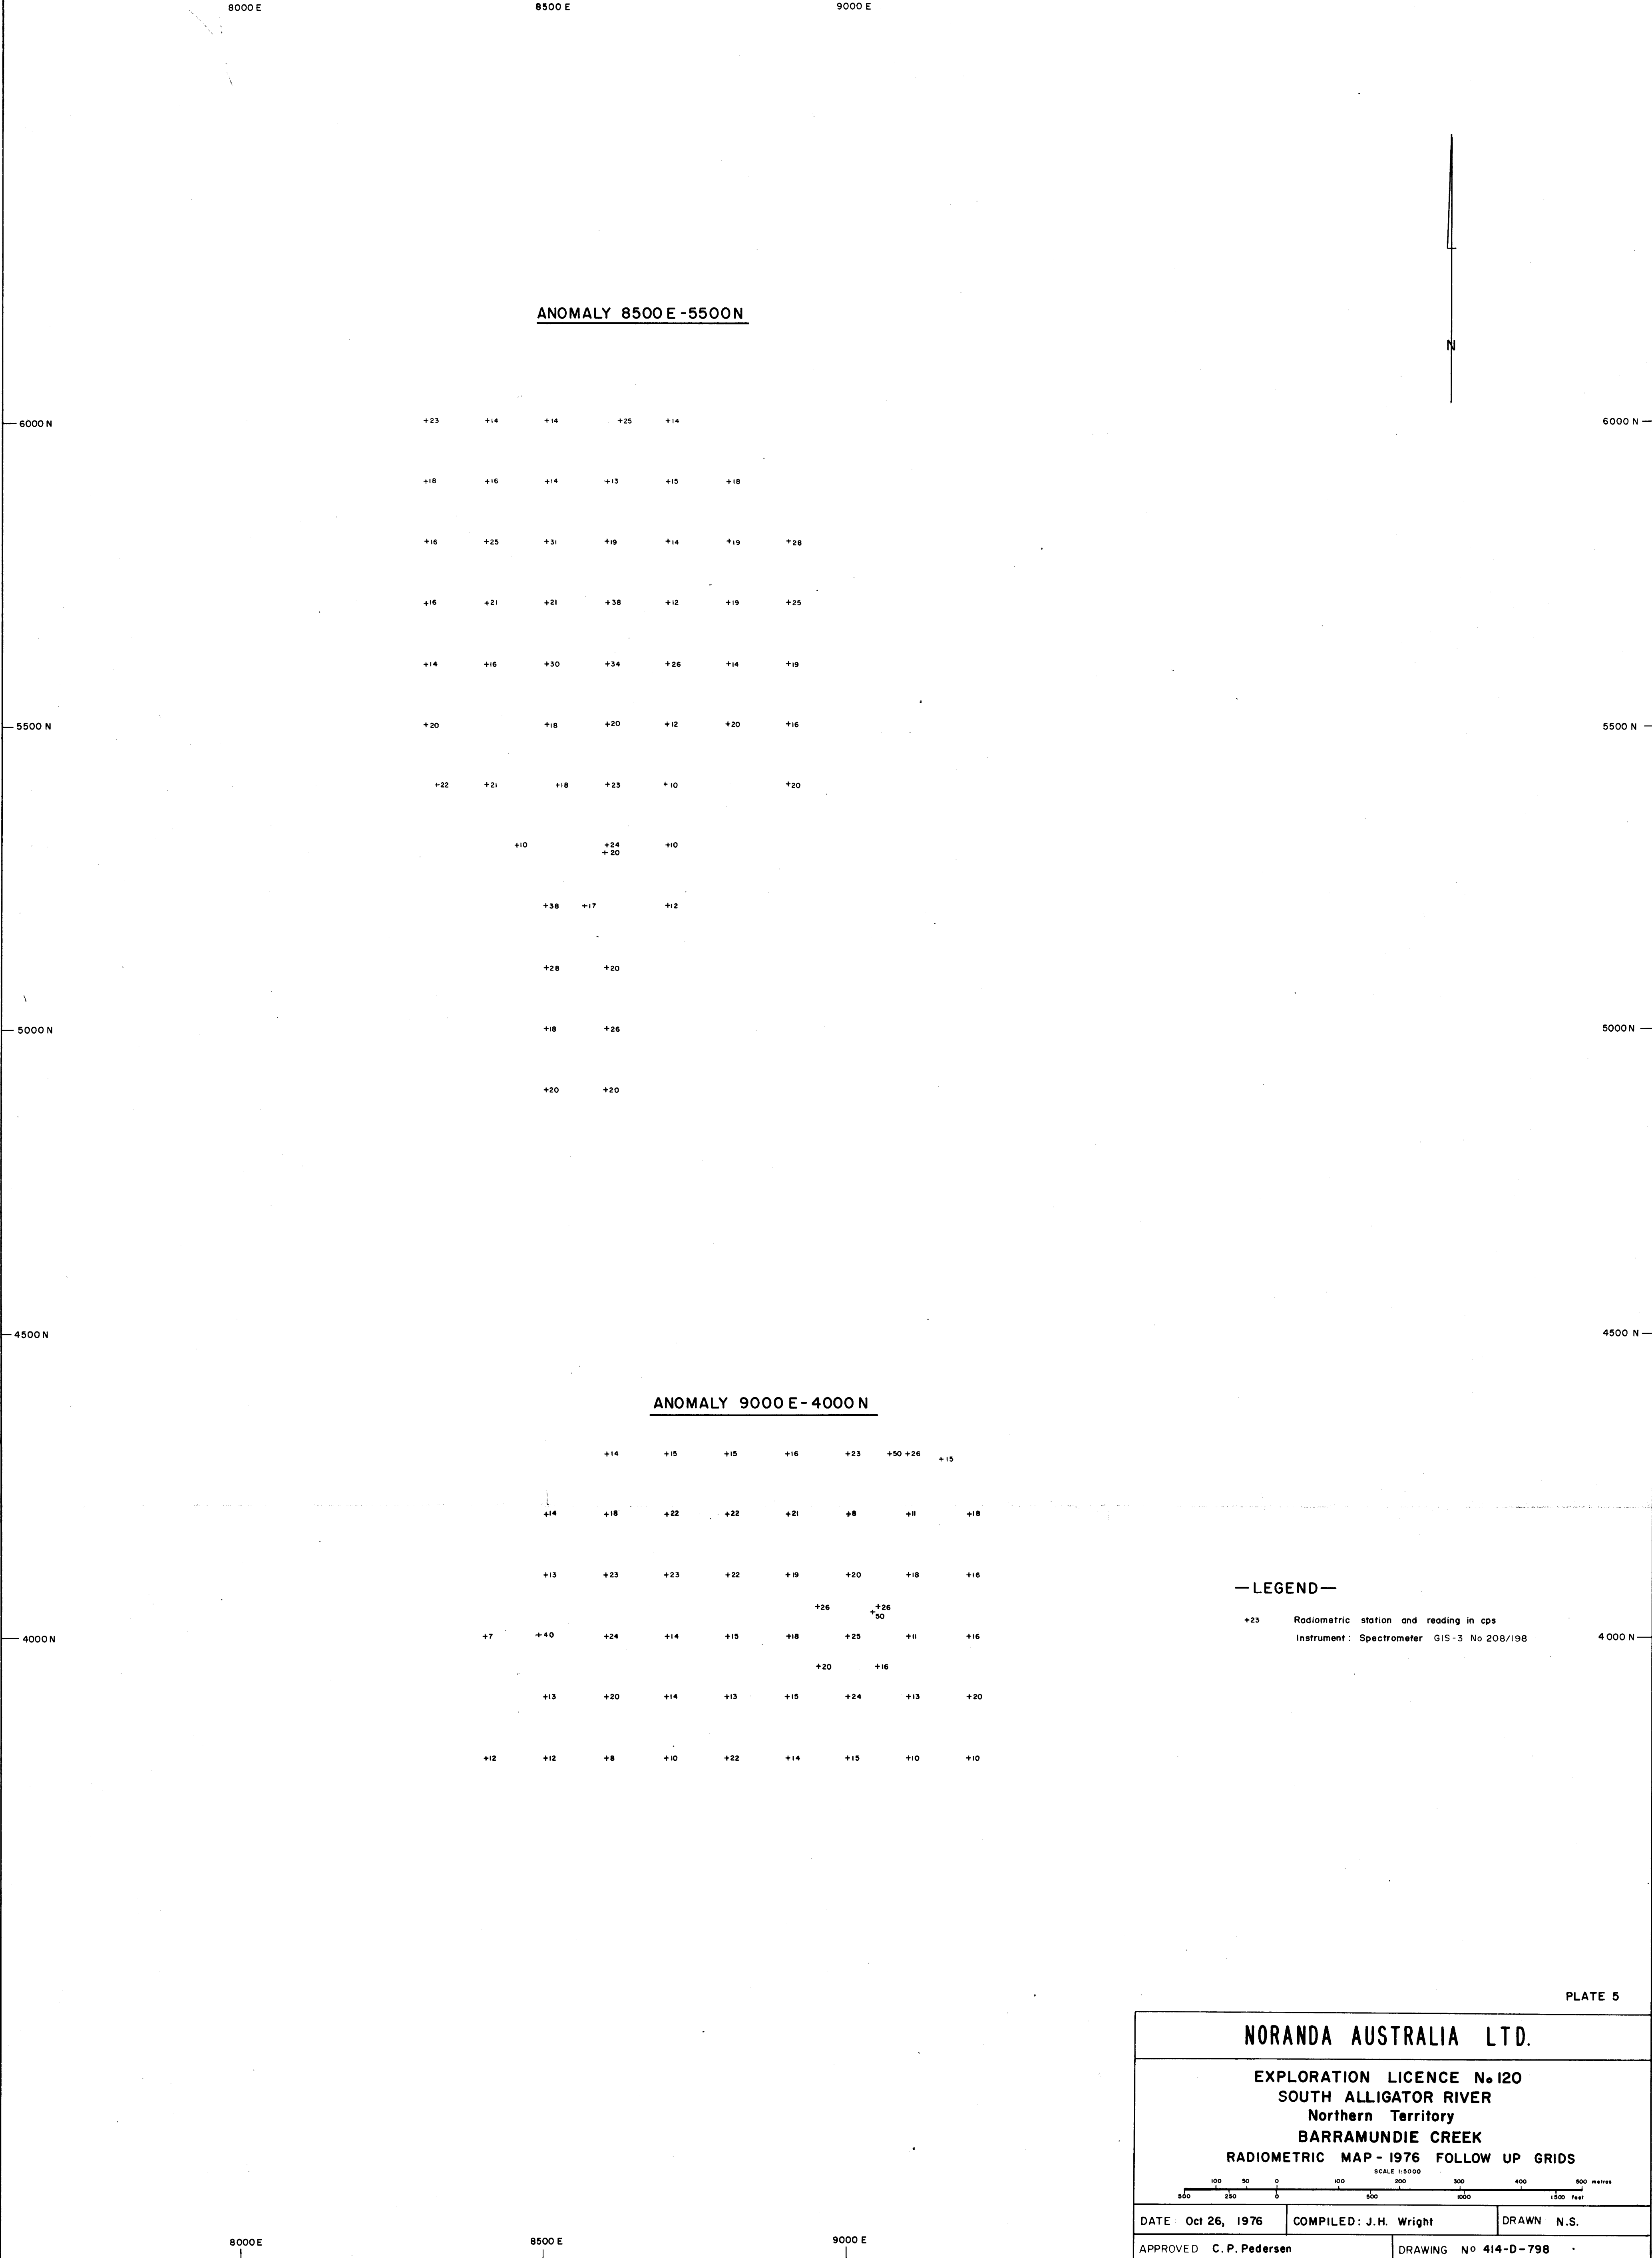 8000 E 8500 E 9000 E
ANOMALY 8500 E - 5500 N
N
6000 N +23 +14 +14 +25 +14 6000 N
+18 +16 +14 +13 +15 +18
+16 +25 +31 +19 +14 +19 +28
+16 +21 +21 +38 +12 +19 +25
+14 +16 +30 +34 +26 +14 +19
5500 N +20 +18 +20 +12 +20 +16 5500 N
+22 +21 +18 +23 +10 +20
+10 +24 +10
+20
+38 +17 +12
+28 +20
5000 N +18 +26 5000 N
+20 +20
4500 N 4500 N
ANOMALY 9000 E - 4000 N
+14 +15 +15 +16 +23 +50 +26 +15
+14 +18 +22 +22 +21 +8 +11 +18
+13 +23 +23 +22 +19 +20 +18 +16
+26 +26
+50
4000 N +7 +40 +24 +14 +15 +18 +25 +11 +16 4000 N
+20 +16
+13 +20 +14 +13 +15 +24 +13 +20
+12 +12 +8 +10 +22 +14 +15 +10 +10
— LEGEND —
+23 Radiometric station and reading in cps
Instrument: Spectrometer GIS-3 No 208/198
PLATE 5
NORANDA AUSTRALIA LTD.
EXPLORATION LICENCE No 120
SOUTH ALLIGATOR RIVER
Northern Territory
BARRAMUNDIE CREEK
RADIOMETRIC MAP - 1976 FOLLOW UP GRIDS
SCALE 1:5000
100 50 0 100 200 300 400 500 metres
500 250 0 500 1000 1500 feet
DATE Oct 26, 1976 COMPILED: J.H. Wright DRAWN N.S.
APPROVED C.P. Pedersen DRAWING No 414-D-798
8000 E 8500 E 9000 E